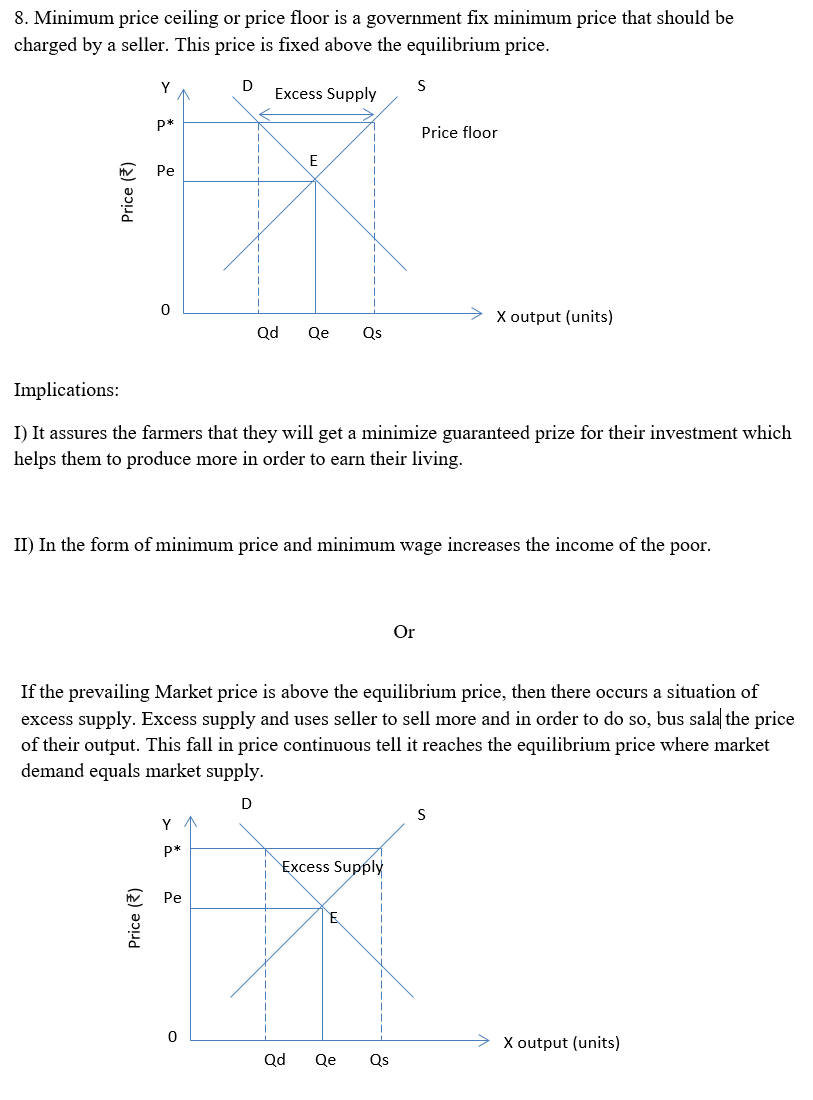 8. Minimum price ceiling or price floor is a government fix minimum price that should be
charged by a seller. This price is fixed above the equilibrium price.
Y
D
Excess Supply
S
P*
Price floor
E
Pe
Price (₹)
0
X output (units)
Qd
Qe
Qs
Implications:
I) It assures the farmers that they will get a minimize guaranteed prize for their investment which
helps them to produce more in order to earn their living.
II) In the form of minimum price and minimum wage increases the income of the poor.
Or
If the prevailing Market price is above the equilibrium price, then there occurs a situation of
excess supply. Excess supply and uses seller to sell more and in order to do so, bus sala the price
of their output. This fall in price continuous tell it reaches the equilibrium price where market
demand equals market supply.
D
S
Y
P*
Excess Supply
Pe
E
Price (₹)
0
X output (units)
Qd
Qe
Qs